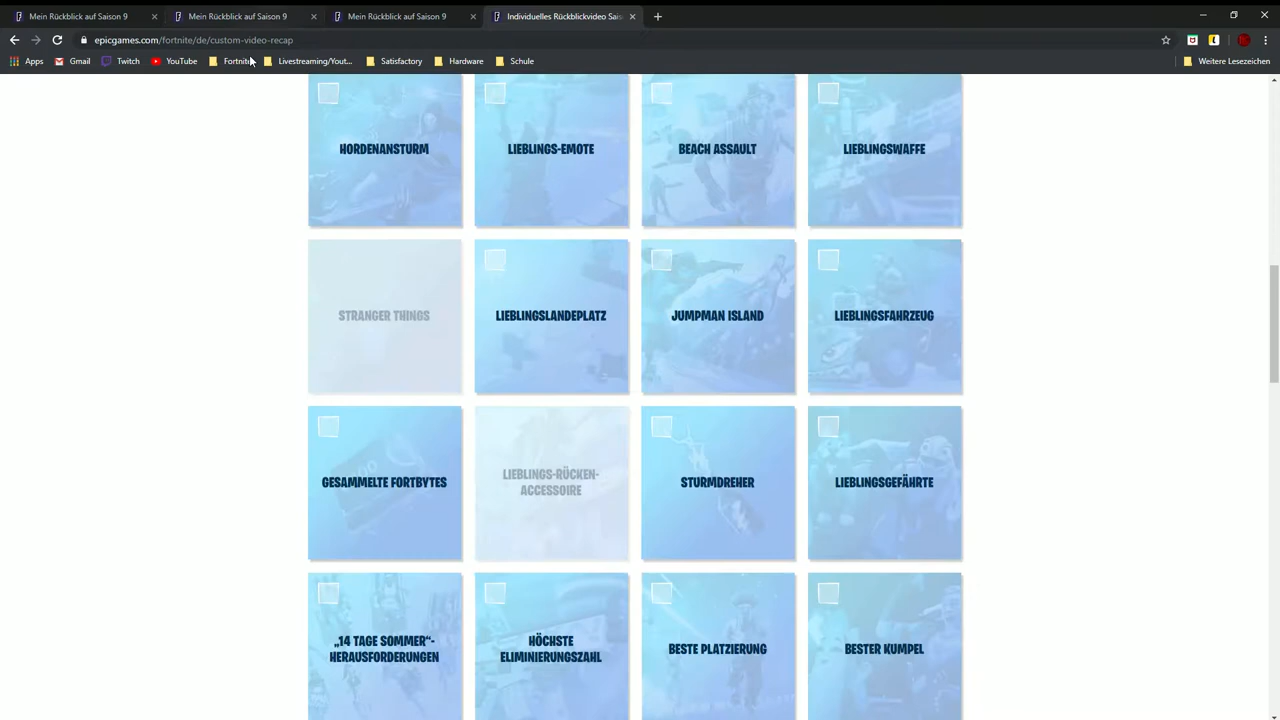 Mein Rückblick auf Saison 9
Mein Rückblick auf Saison 9
Mein Rückblick auf Saison 9
Individuelles Rückblickvideo Sais
epicgames.com/fortnite/de/custom-video-recap
Apps
Gmail
Twitch
YouTube
Fortnite
Livestreaming/Yout...
Satisfactory
Hardware
Schule
Weitere Lesezeichen
HORDENANSTURM
LIEBLINGS-EMOTE
BEACH ASSAULT
LIEBLINGSWAFFE
STRANGER THINGS
LIEBLINGSLANDEPLATZ
JUMPMAN ISLAND
LIEBLINGSFAHRZEUG
GESAMMELTE FORTBYTES
LIEBLINGS-RÜCKEN-
ACCESSOIRE
STURMDREHER
LIEBLINGSGEFÄHRTE
„14 TAGE SOMMER“-
HERAUSFORDERUNGEN
HÖCHSTE
ELIMINIERUNGSZAHL
BESTE PLATZIERUNG
BESTER KUMPEL